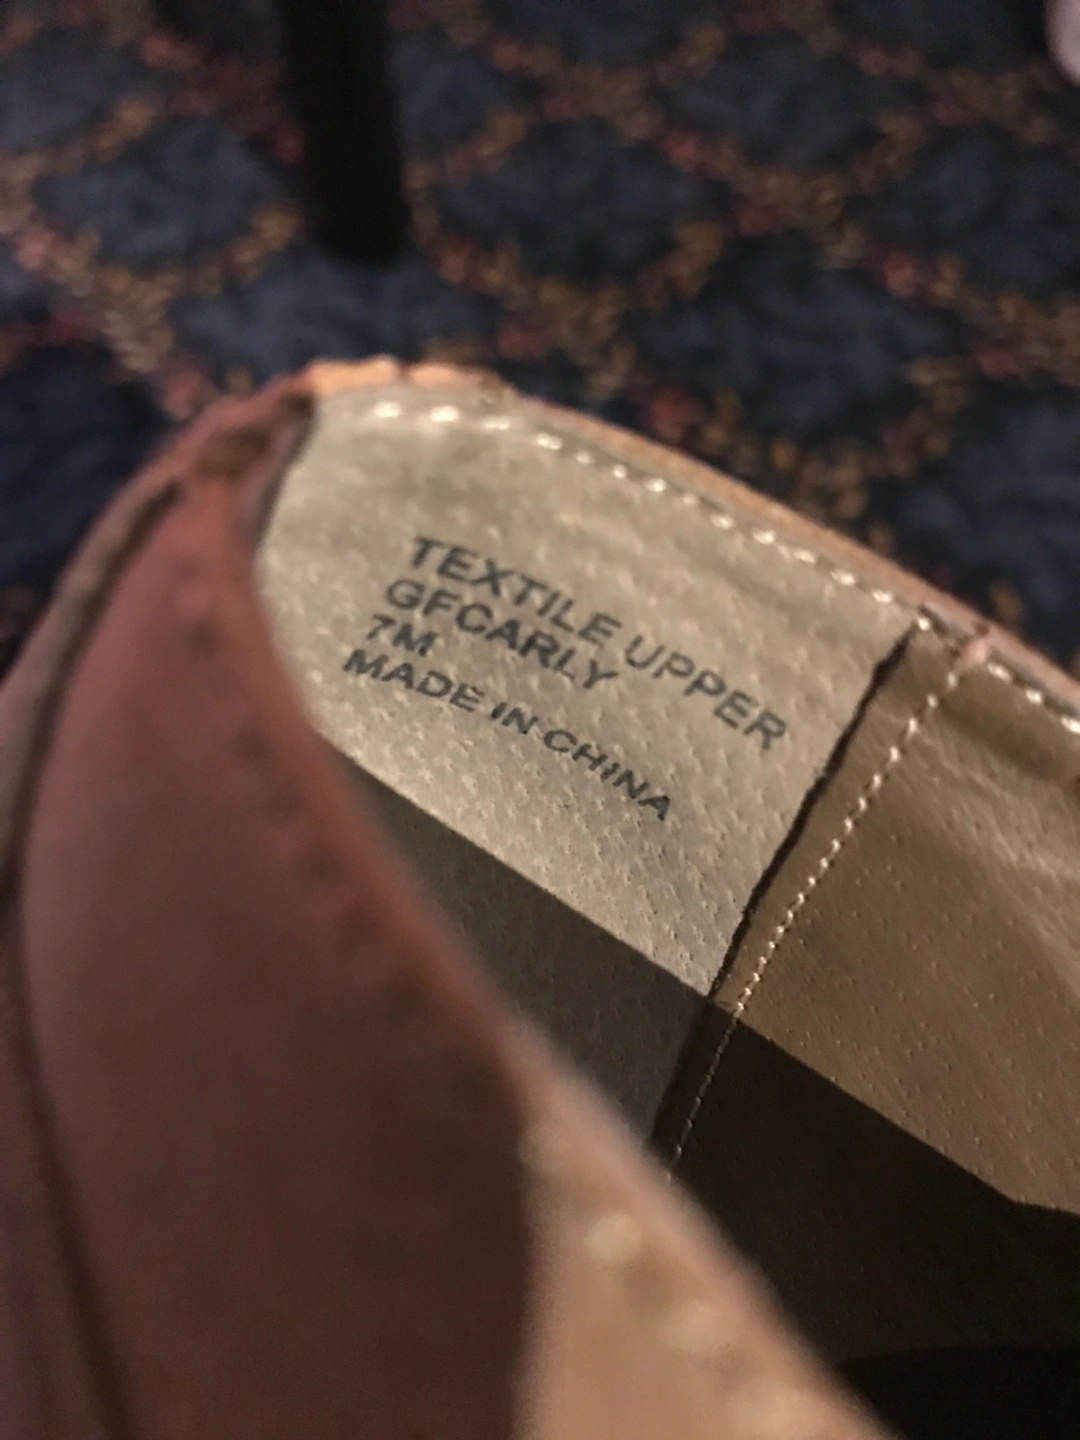 TEXTILE UPPER
GFCARLY
7M
MADE IN CHINA